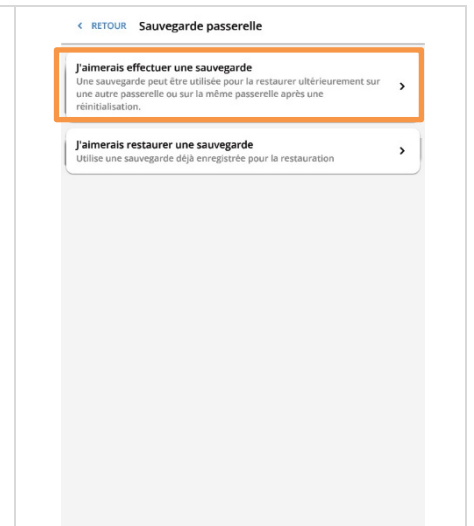 RETOUR Sauvegarde passerelle
J'aimerais effectuer une sauvegarde
Une sauvegarde peut être utilisée pour la restaurer ultérieurement sur
une autre passerelle ou sur la même passerelle après une
réinitialisation.
J'aimerais restaurer une sauvegarde
Utilise une sauvegarde déjà enregistrée pour la restauration